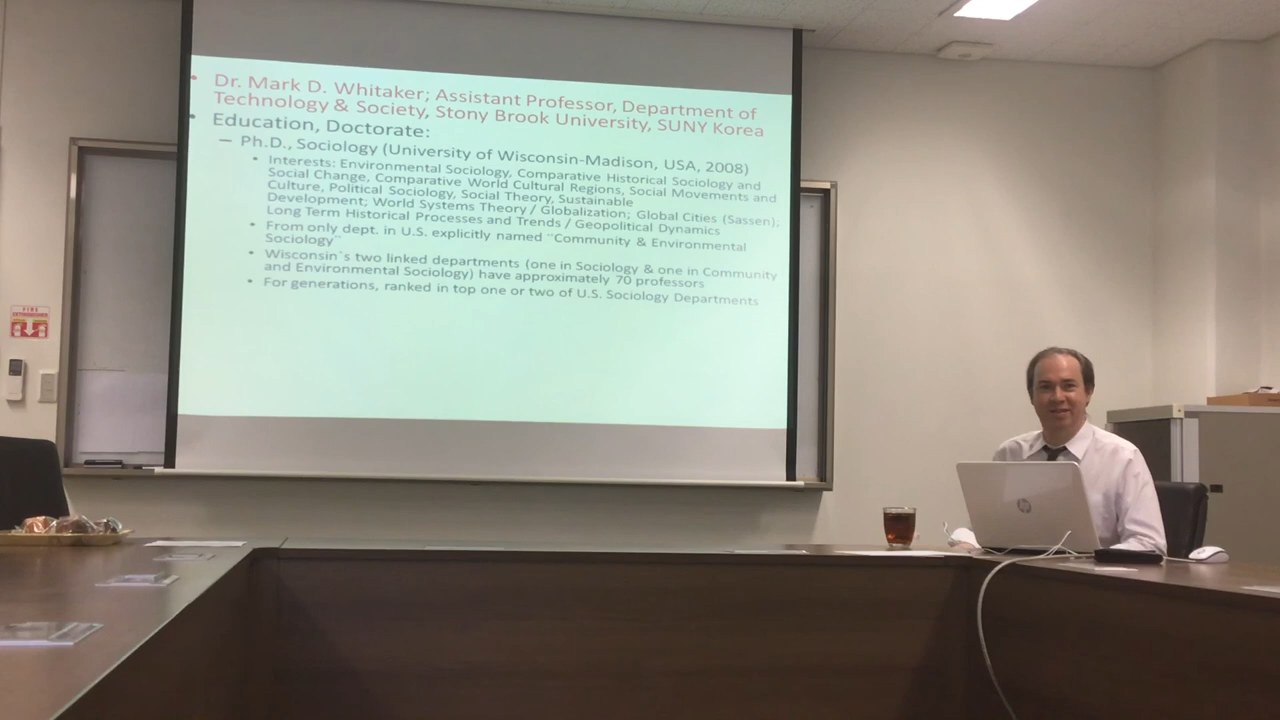 • Dr. Mark D. Whitaker; Assistant Professor, Department of
Technology & Society, Stony Brook University, SUNY Korea
• Education, Doctorate:
– Ph.D., Sociology (University of Wisconsin-Madison, USA, 2008)
• Interests: Environmental Sociology, Comparative Historical Sociology and
Social Change, Comparative World Cultural Regions, Social Movements and
Culture, Political Sociology, Social Theory, Sustainable
Development; World Systems Theory / Globalization; Global Cities (Sassen);
Long Term Historical Processes and Trends / Geopolitical Dynamics
• From only dept. in U.S. explicitly named "Community & Environmental
Sociology"
• Wisconsin's two linked departments (one in Sociology & one in Community
and Environmental Sociology) have approximately 70 professors
• For generations, ranked in top one or two of U.S. Sociology Departments
FIRE
EXTINGUISHER
hp